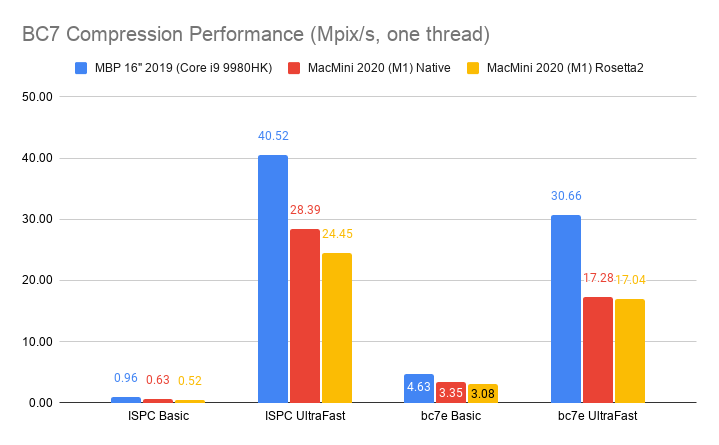 BC7 Compression Performance (Mpix/s, one thread)
MBP 16" 2019 (Core i9 9980HK) MacMini 2020 (M1) Native MacMini 2020 (M1) Rosetta2
50.00
40.00
30.00
20.00
10.00
0.00
0.96 0.63 0.52
40.52 28.39 24.45
4.63 3.35 3.08
30.66 17.28 17.04
ISPC Basic ISPC UltraFast bc7e Basic bc7e UltraFast